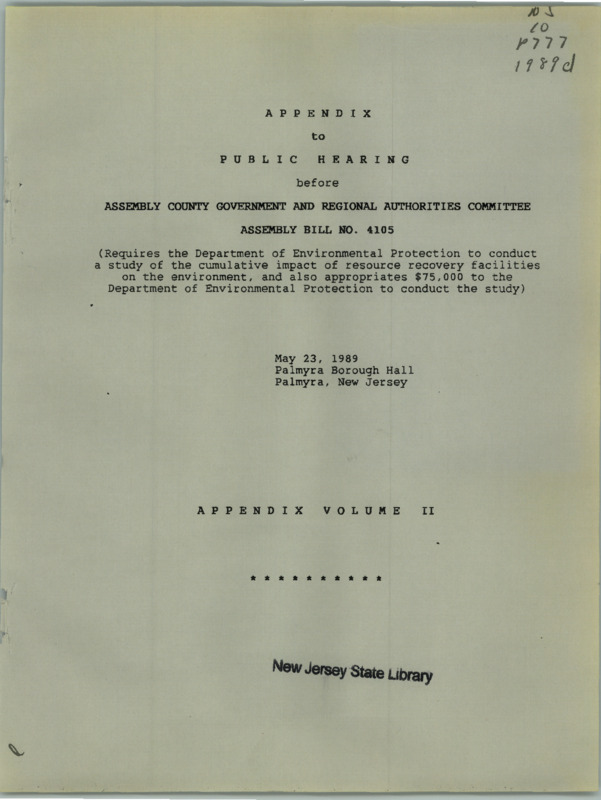 NJ
10
P777
1989d
A P P E N D I X
to
P U B L I C  H E A R I N G
before
ASSEMBLY COUNTY GOVERNMENT AND REGIONAL AUTHORITIES COMMITTEE
ASSEMBLY BILL NO. 4105
(Requires the Department of Environmental Protection to conduct
a study of the cumulative impact of resource recovery facilities
on the environment, and also appropriates $75,000 to the
Department of Environmental Protection to conduct the study)
May 23, 1989
Palmyra Borough Hall
Palmyra, New Jersey
A P P E N D I X  V O L U M E  II
* * * * * * * * * *
New Jersey State Library